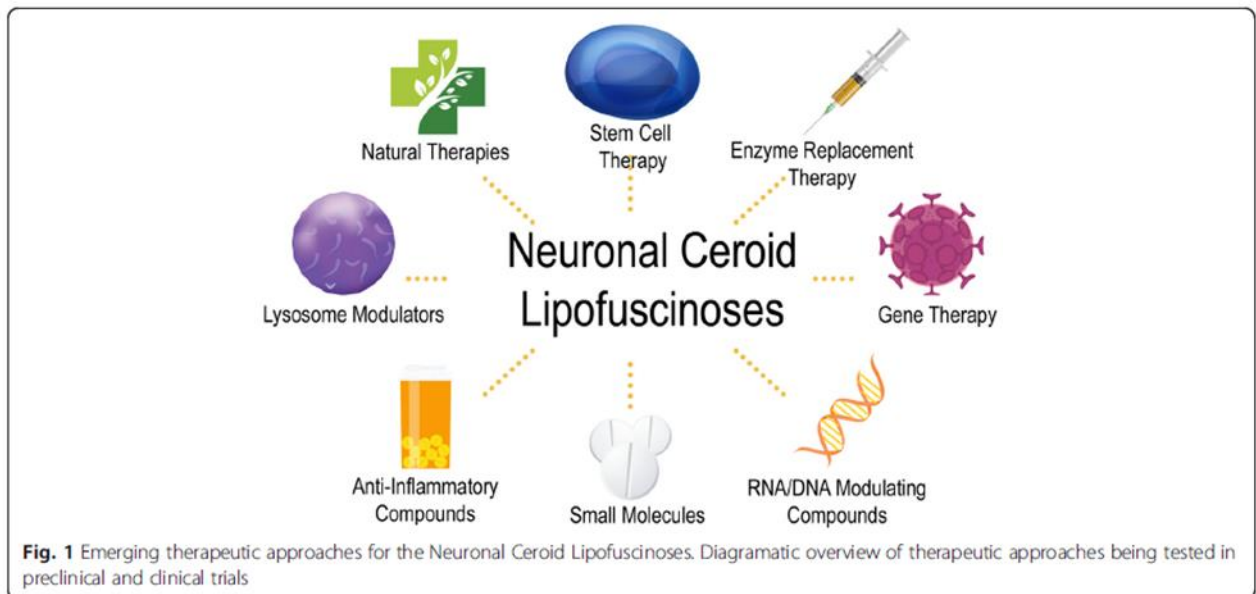 Natural Therapies
Stem Cell
Therapy
Enzyme Replacement
Therapy
Lysosome Modulators
Neuronal Ceroid
Lipofuscinoses
Gene Therapy
Anti-Inflammatory
Compounds
Small Molecules
RNA/DNA Modulating
Compounds
Fig. 1 Emerging therapeutic approaches for the Neuronal Ceroid Lipofuscinoses. Diagramatic overview of therapeutic approaches being tested in
preclinical and clinical trials